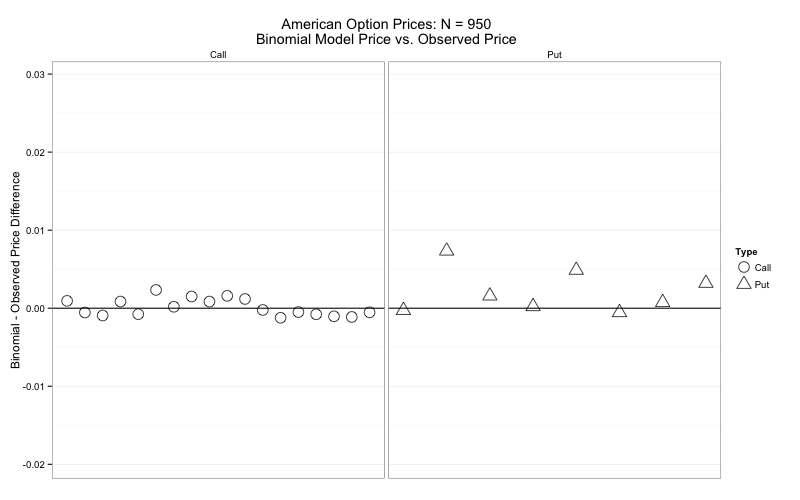 American Option Prices: N = 950
Binomial Model Price vs. Observed Price
Call
Put
Binomial - Observed Price Difference
0.03
0.02
0.01
0.00
-0.01
-0.02
Type
Call
Put